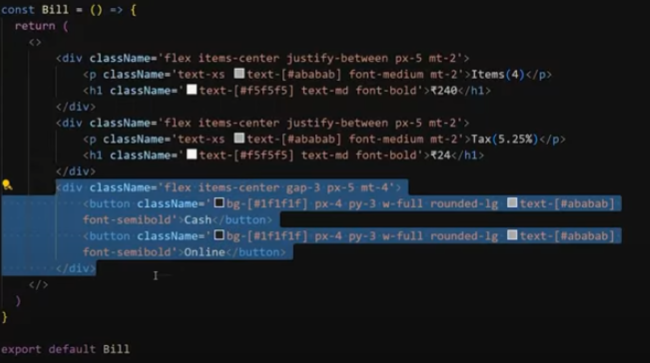 const Bill = () => {
return (
<>
<div className='flex items-center justify-between px-5 mt-2'>
<p className='text-xs text-[#ababab] font-medium mt-2'>Items(4)</p>
<h1 className='text-[#f5f5f5] text-md font-bold'>₹240</h1>
</div>
<div className='flex items-center justify-between px-5 mt-2'>
<p className='text-xs text-[#ababab] font-medium mt-2'>Tax(5.25%)</p>
<h1 className='text-[#f5f5f5] text-md font-bold'>₹24</h1>
</div>
<div className='flex items-center gap-3 px-5 mt-4'>
<button className='bg-[#1f1f1f] px-4 py-3 w-full rounded-lg text-[#ababab]
font-semibold'>Cash</button>
<button className='bg-[#1f1f1f] px-4 py-3 w-full rounded-lg text-[#ababab]
font-semibold'>Online</button>
</div>
</>
)
}
export default Bill